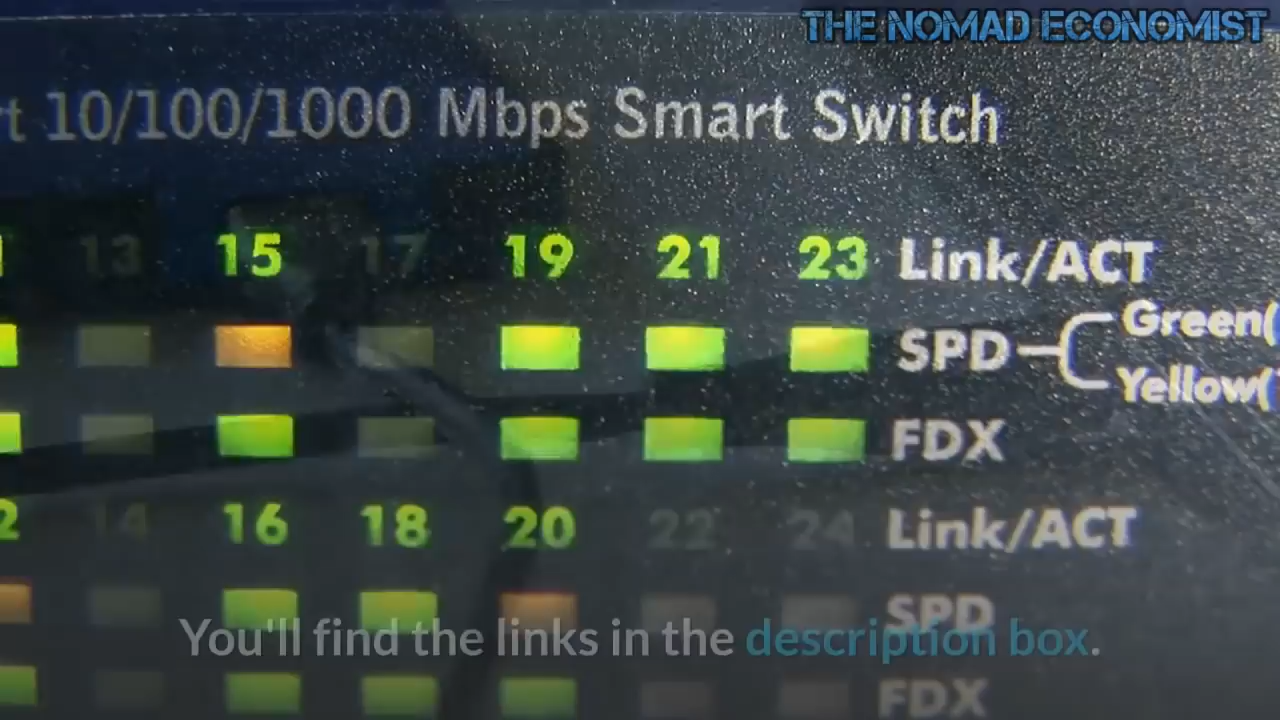 THE NOMAD ECONOMIST
10/100/1000 Mbps Smart Switch
13 15 17 19 21 23 Link/ACT
Green(
SPD
Yellow(
FDX
14 16 18 20 22 24 Link/ACT
SPD
You'll find the links in the description box.
FDX